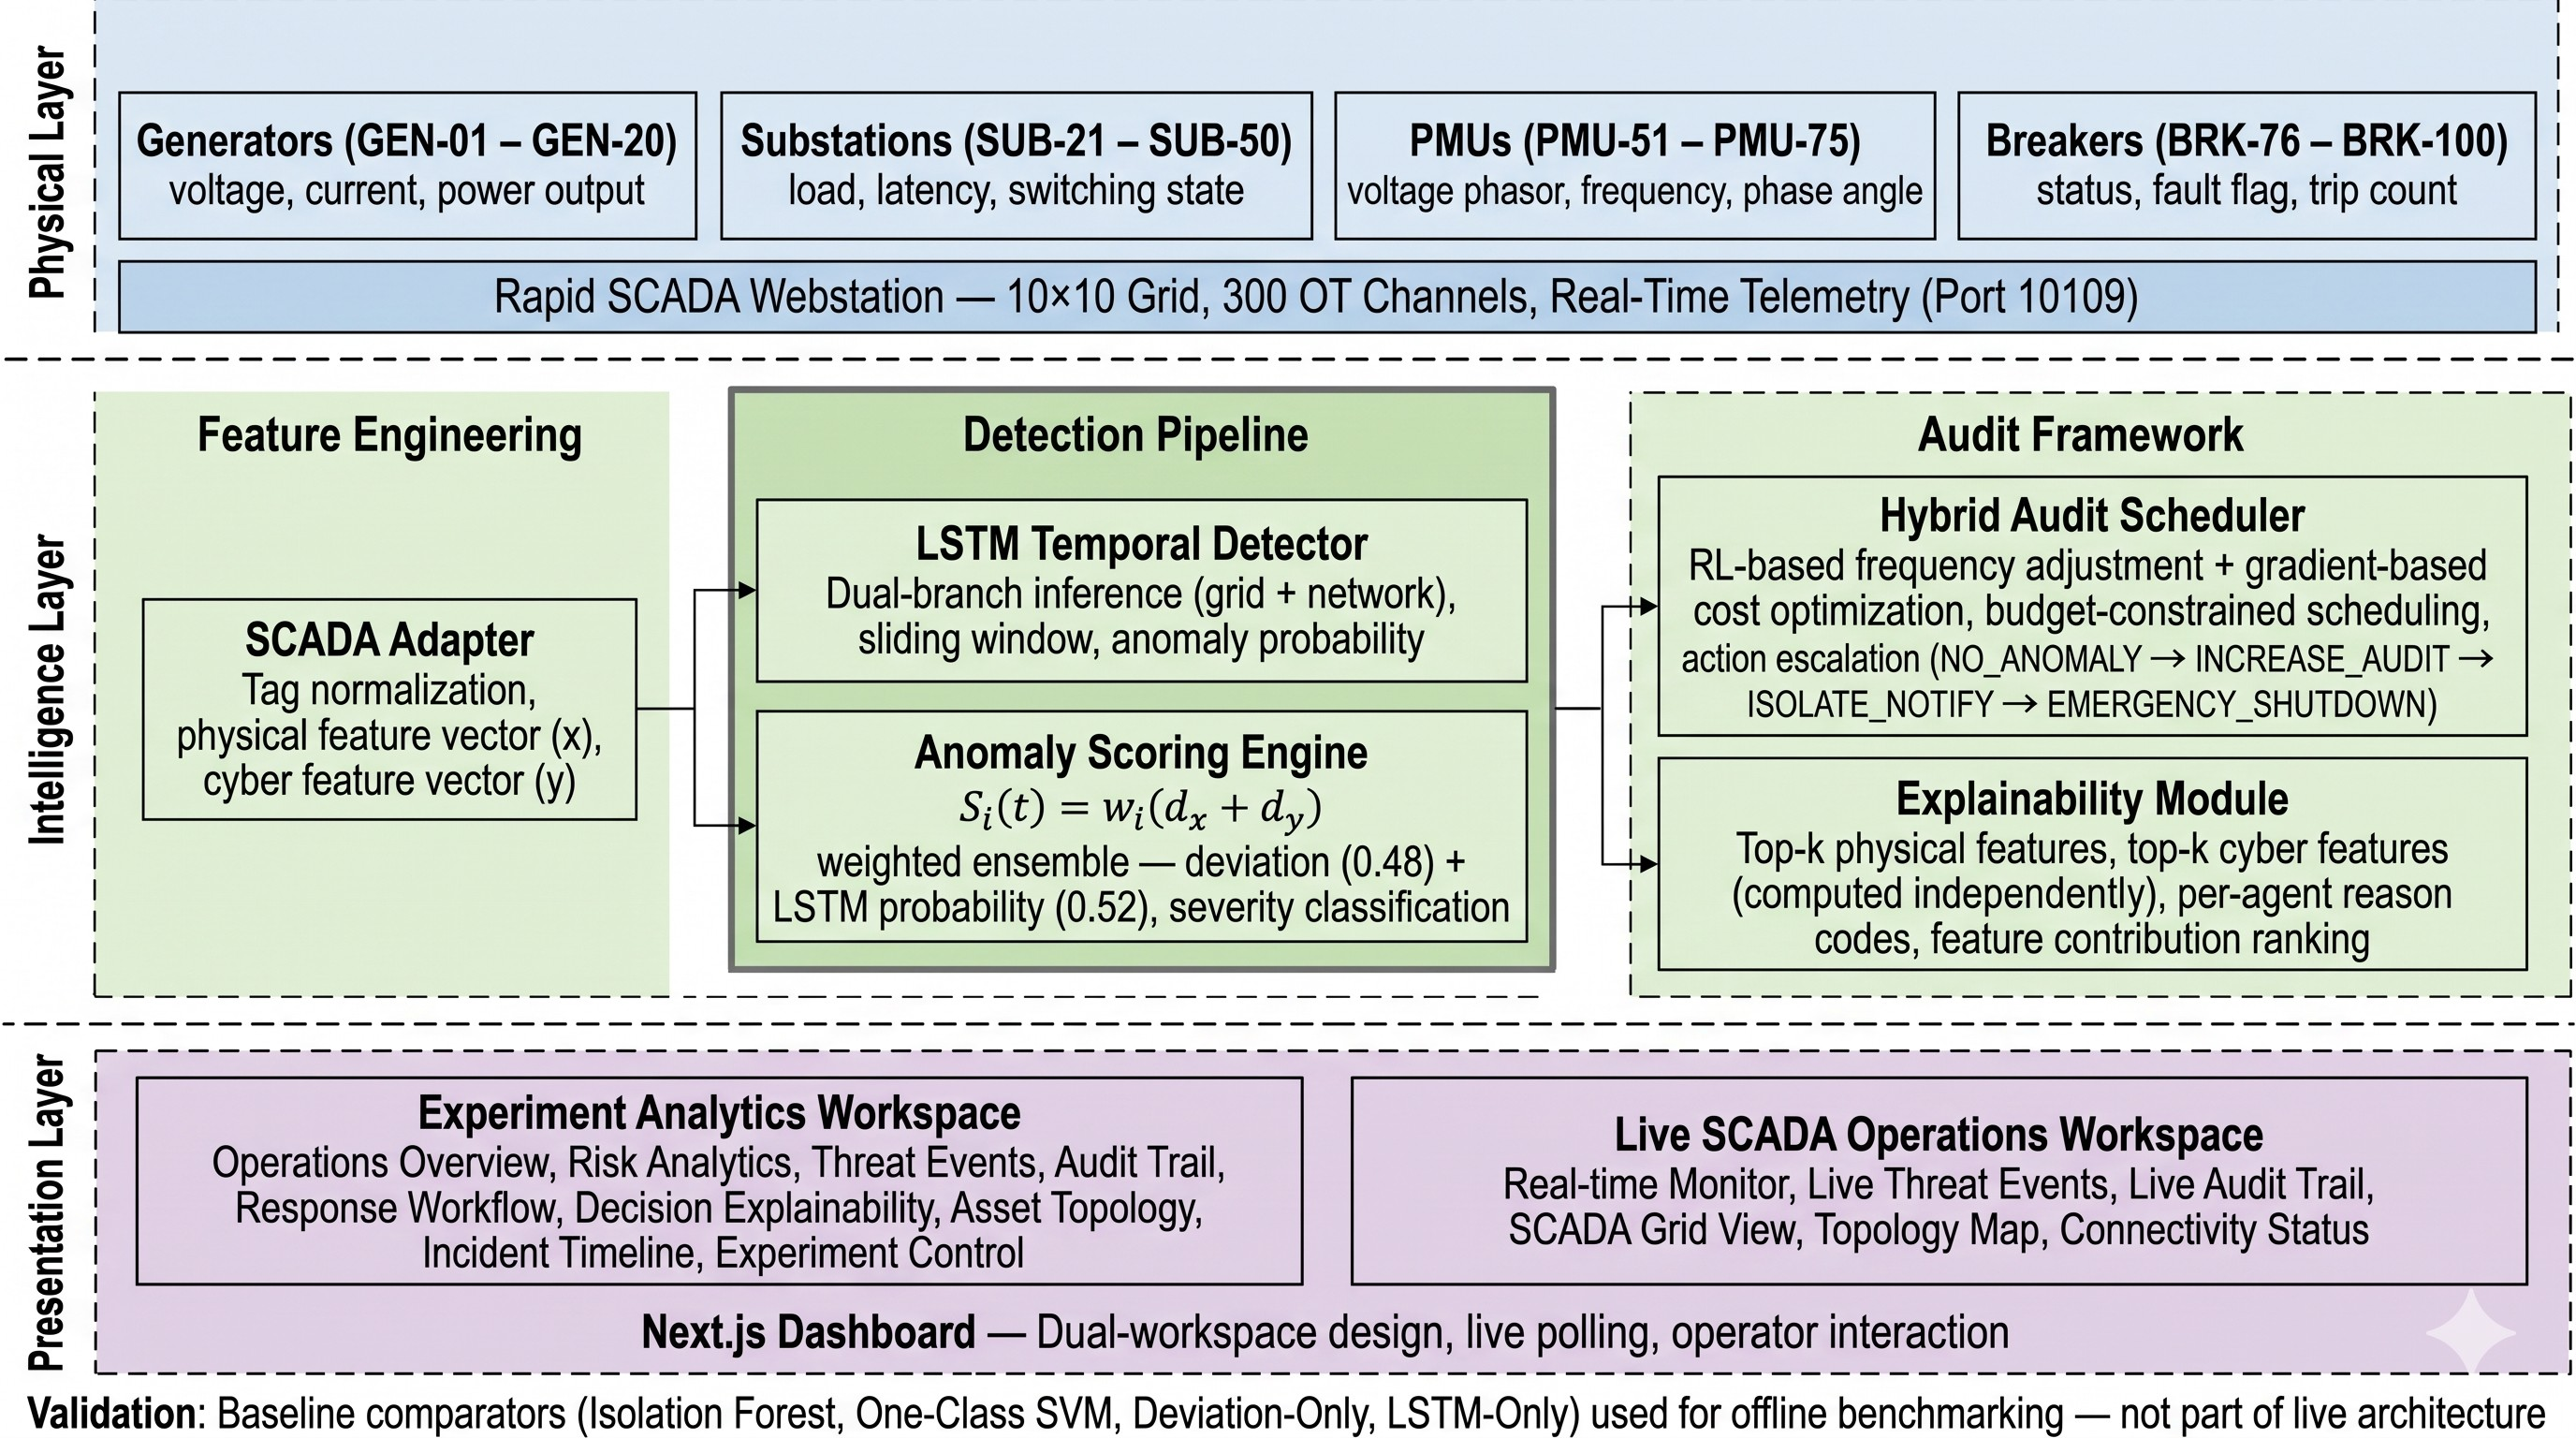 Physical Layer
Generators (GEN-01 – GEN-20)
voltage, current, power output
Substations (SUB-21 – SUB-50)
load, latency, switching state
PMUs (PMU-51 – PMU-75)
voltage phasor, frequency, phase angle
Breakers (BRK-76 – BRK-100)
status, fault flag, trip count
Rapid SCADA Webstation — 10×10 Grid, 300 OT Channels, Real-Time Telemetry (Port 10109)
Intelligence Layer
Feature Engineering
SCADA Adapter
Tag normalization,
physical feature vector (x),
cyber feature vector (y)
Detection Pipeline
LSTM Temporal Detector
Dual-branch inference (grid + network),
sliding window, anomaly probability
Anomaly Scoring Engine
Sᵢ(t) = wᵢ(dₓ + d_y)
weighted ensemble — deviation (0.48) +
LSTM probability (0.52), severity classification
Audit Framework
Hybrid Audit Scheduler
RL-based frequency adjustment + gradient-based
cost optimization, budget-constrained scheduling,
action escalation (NO_ANOMALY → INCREASE_AUDIT →
ISOLATE_NOTIFY → EMERGENCY_SHUTDOWN)
Explainability Module
Top-k physical features, top-k cyber features
(computed independently), per-agent reason
codes, feature contribution ranking
Presentation Layer
Experiment Analytics Workspace
Operations Overview, Risk Analytics, Threat Events, Audit Trail,
Response Workflow, Decision Explainability, Asset Topology,
Incident Timeline, Experiment Control
Live SCADA Operations Workspace
Real-time Monitor, Live Threat Events, Live Audit Trail,
SCADA Grid View, Topology Map, Connectivity Status
Next.js Dashboard — Dual-workspace design, live polling, operator interaction
Validation: Baseline comparators (Isolation Forest, One-Class SVM, Deviation-Only, LSTM-Only) used for offline benchmarking — not part of live architecture